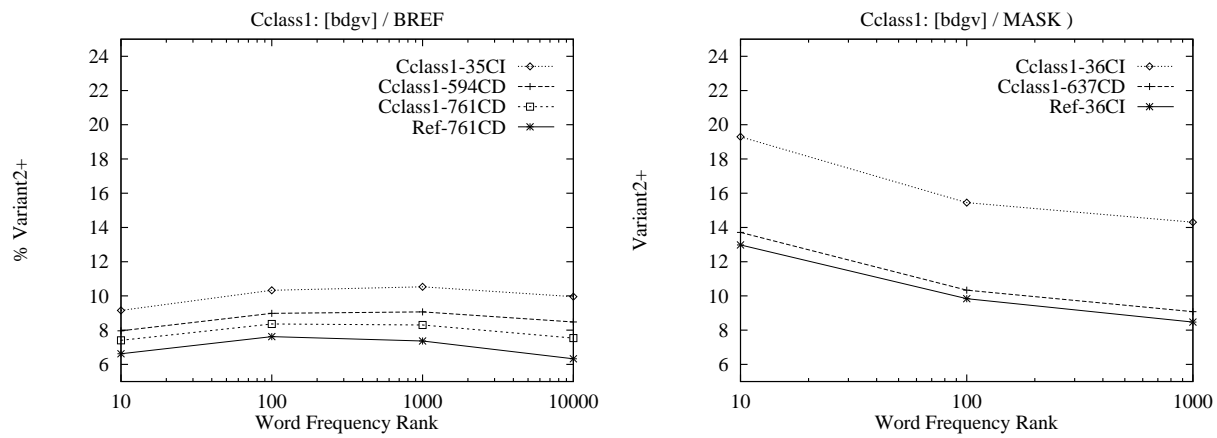 Cclass1: [bdgv] / BREF
24
22
20
18
16
14
12
10
8
6
% Variant2+
Cclass1-35CI
Cclass1-594CD
Cclass1-761CD
Ref-761CD
10 100 1000 10000
Word Frequency Rank
Cclass1: [bdgv] / MASK )
24
22
20
18
16
14
12
10
8
6
Variant2+
Cclass1-36CI
Cclass1-637CD
Ref-36CI
10 100 1000
Word Frequency Rank